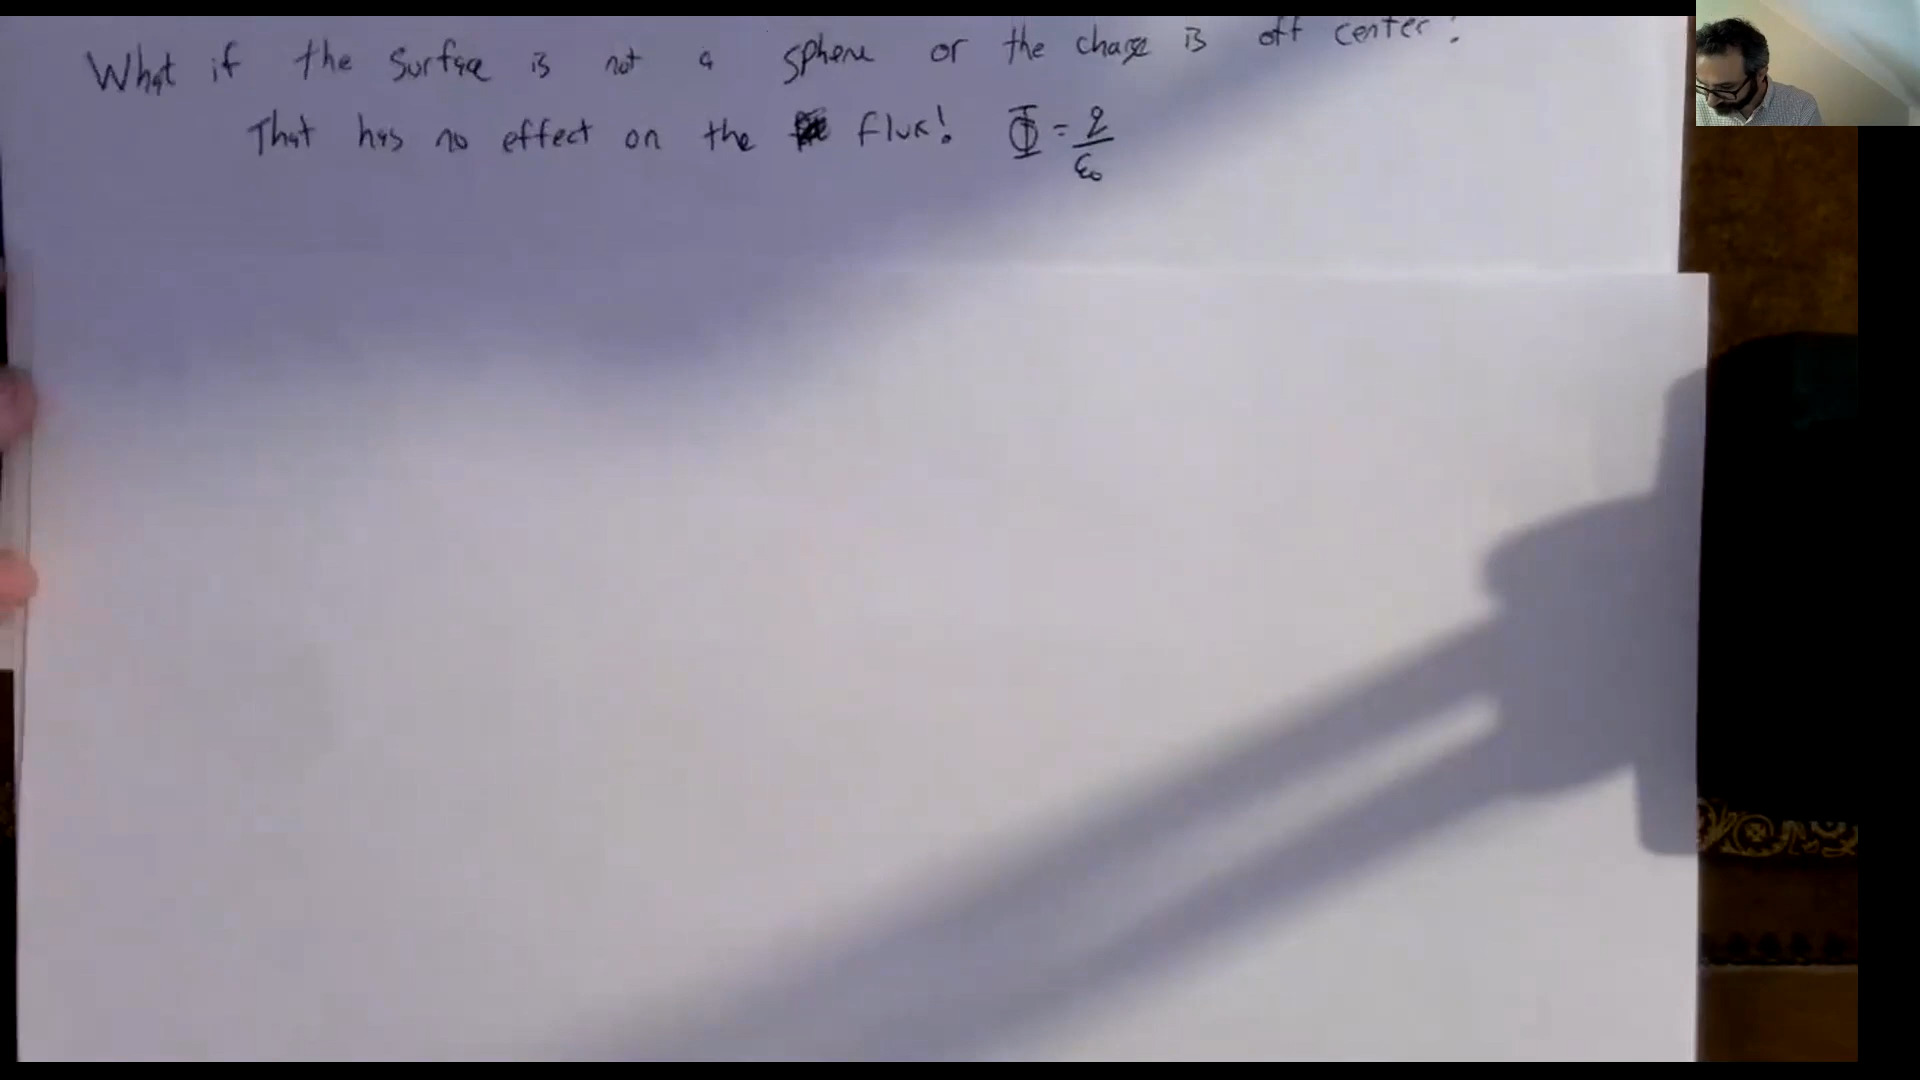 What if the surface is not a sphere or the charge is off center?
That has no effect on the flux! Φ = q/ε₀